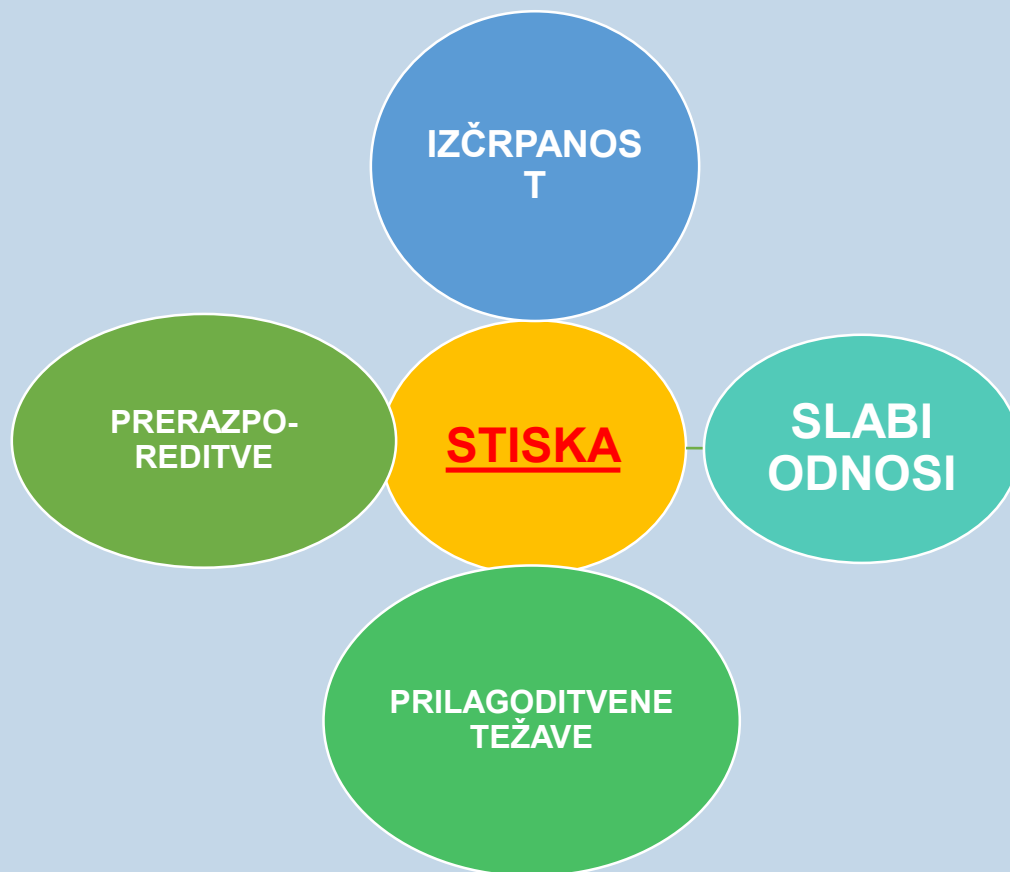 IZČRPANOS
T
PRERAZPO-
REDITVE
STISKA
SLABI
ODNOSI
PRILAGODITVENE
TEŽAVE